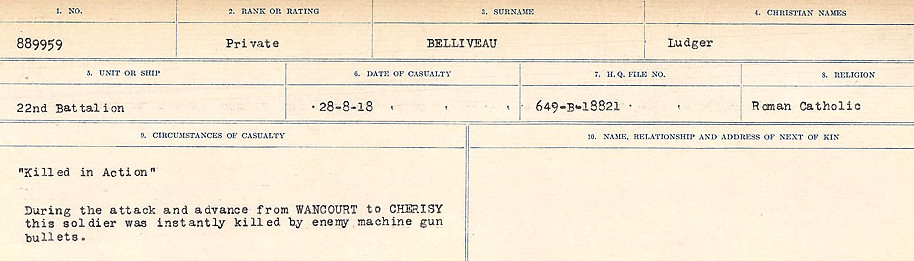 1. NO. 2. RANK OR RATING 3. SURNAME 4. CHRISTIAN NAMES
889959 Private BELLIVEAU Ludger
5. UNIT OR SHIP 6. DATE OF CASUALTY 7. H.Q. FILE NO. 8. RELIGION
22nd Battalion 28-8-18 649-B-18821 Roman Catholic
9. CIRCUMSTANCES OF CASUALTY 10. NAME, RELATIONSHIP AND ADDRESS OF NEXT OF KIN
"Killed in Action"
During the attack and advance from WANCOURT to CHERISY
this soldier was instantly killed by enemy machine gun
bullets.